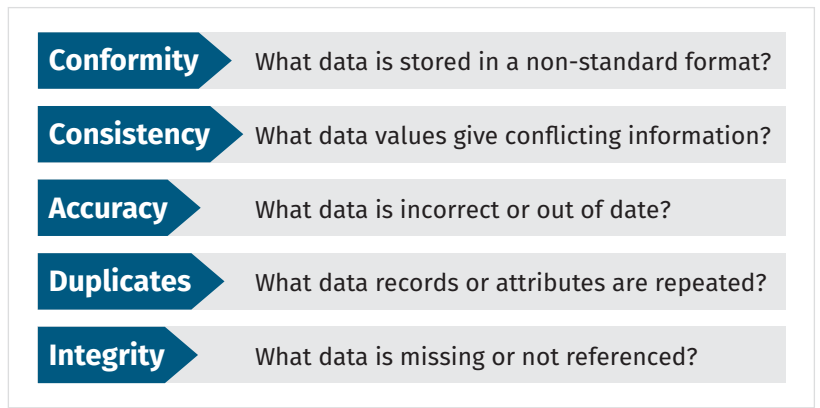 Conformity What data is stored in a non-standard format?
Consistency What data values give conflicting information?
Accuracy What data is incorrect or out of date?
Duplicates What data records or attributes are repeated?
Integrity What data is missing or not referenced?